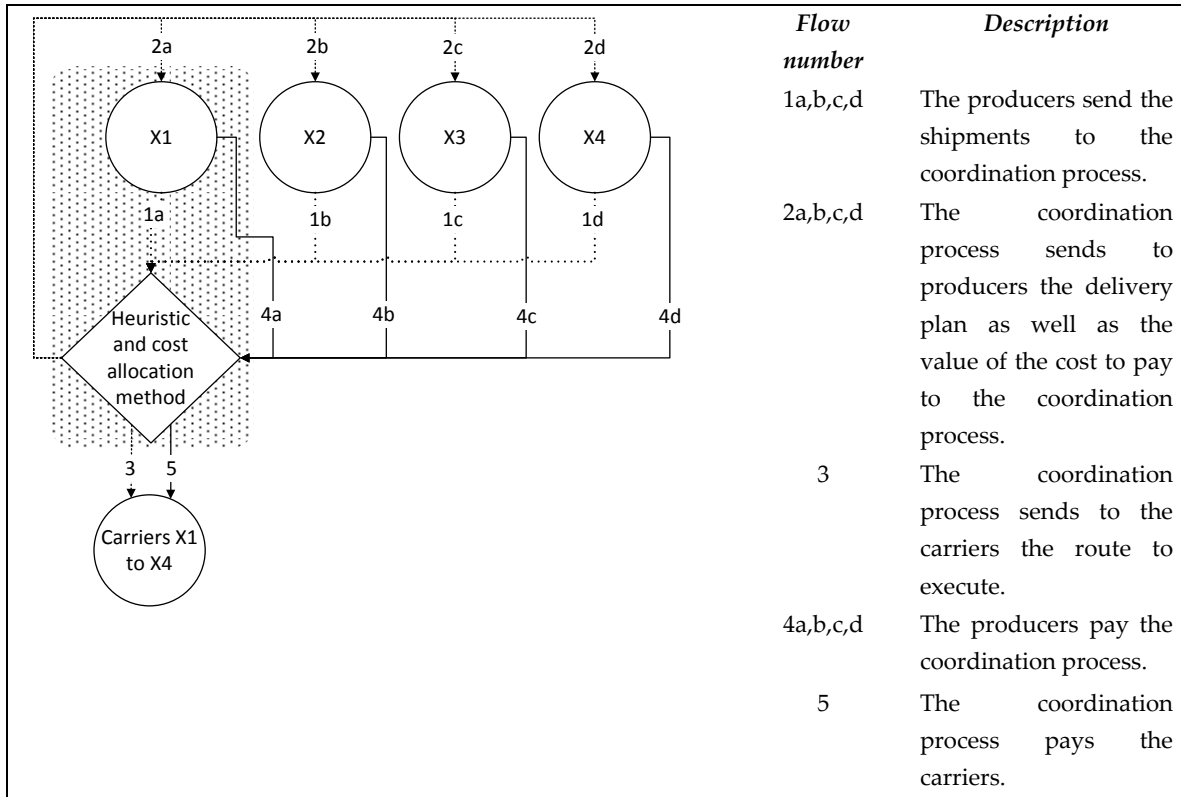 2a
2b
2c
2d
X1
X2
X3
X4
1a
1b
1c
1d
4a
4b
4c
4d
Heuristic
and cost
allocation
method
3
5
Carriers X1
to X4
Flow
number
Description
1a,b,c,d
The producers send the
shipments to the
coordination process.
2a,b,c,d
The coordination
process sends to
producers the delivery
plan as well as the
value of the cost to pay
to the coordination
process.
3
The coordination
process sends to the
carriers the route to
execute.
4a,b,c,d
The producers pay the
coordination process.
5
The coordination
process pays the
carriers.